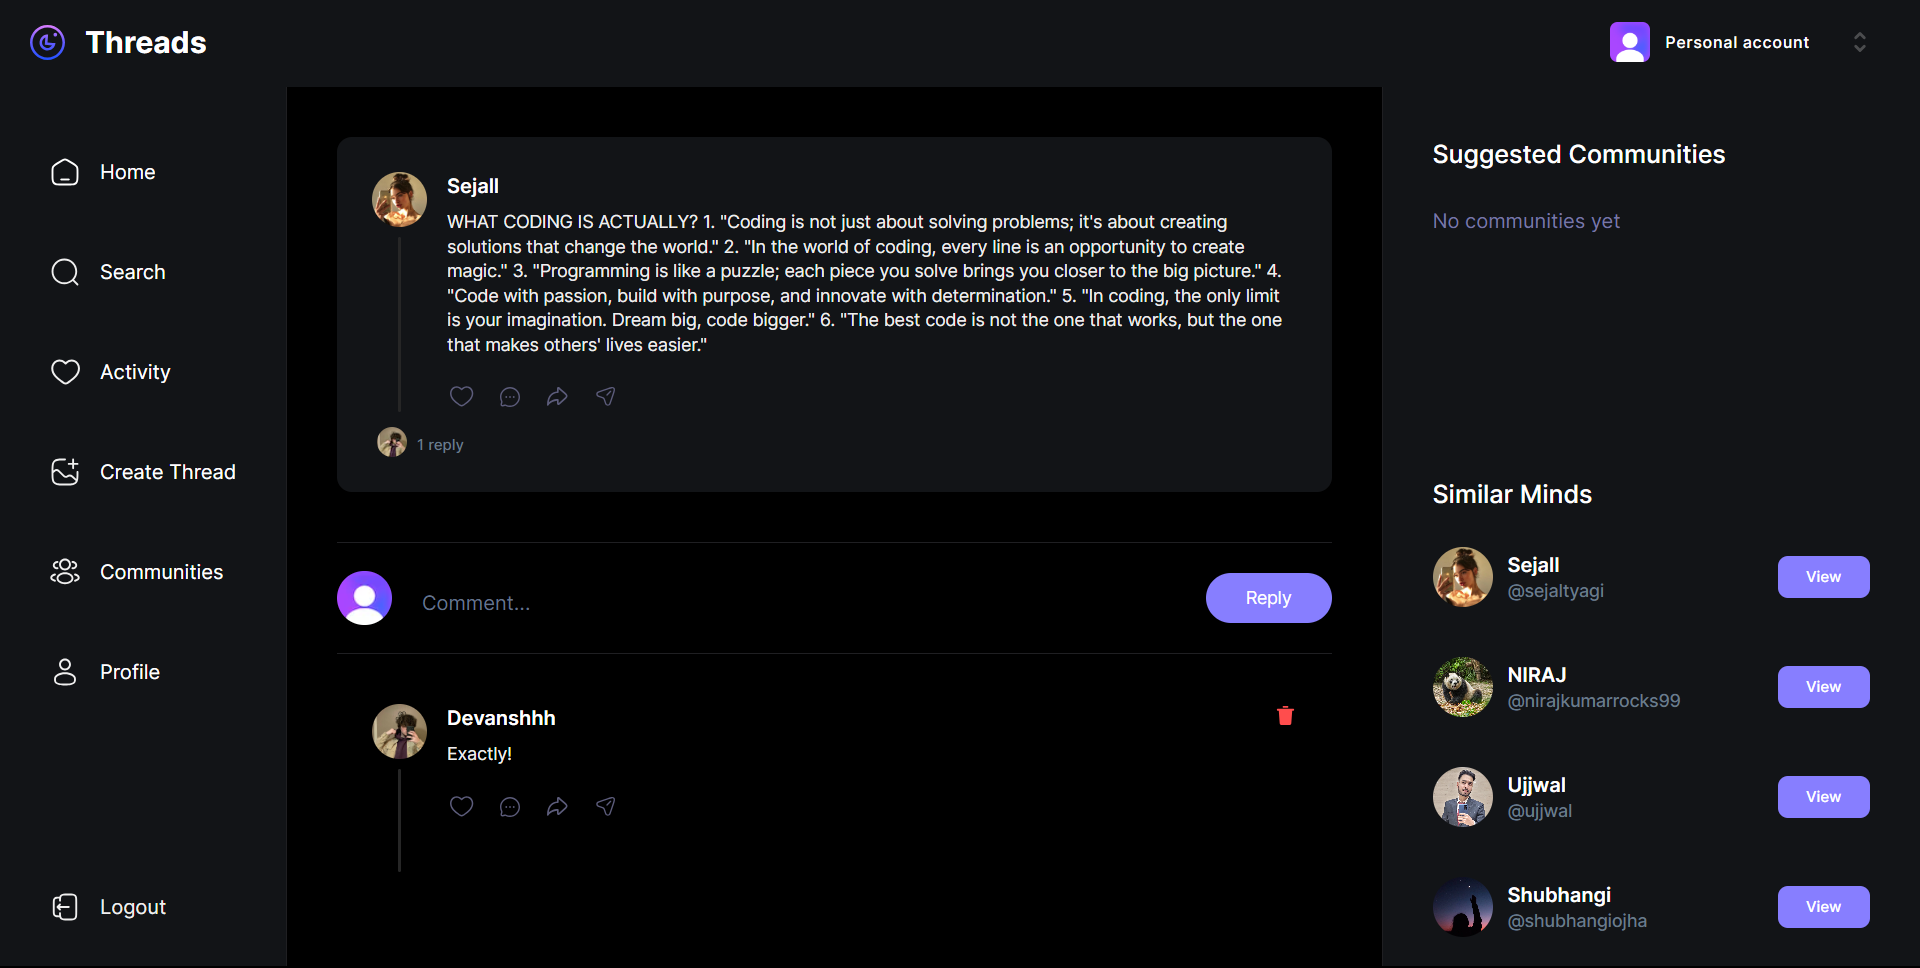 Threads
Personal account
Home
Search
Activity
Create Thread
Communities
Profile
Logout
Sejall
WHAT CODING IS ACTUALLY? 1. "Coding is not just about solving problems; it's about creating
solutions that change the world." 2. "In the world of coding, every line is an opportunity to create
magic." 3. "Programming is like a puzzle; each piece you solve brings you closer to the big picture." 4.
"Code with passion, build with purpose, and innovate with determination." 5. "In coding, the only limit
is your imagination. Dream big, code bigger." 6. "The best code is not the one that works, but the one
that makes others' lives easier."
1 reply
Comment...
Reply
Devanshhh
Exactly!
Suggested Communities
No communities yet
Similar Minds
Sejall
@sejaltyagi
View
NIRAJ
@nirajkumarrocks99
View
Ujjwal
@ujjwal
View
Shubhangi
@shubhangiojha
View